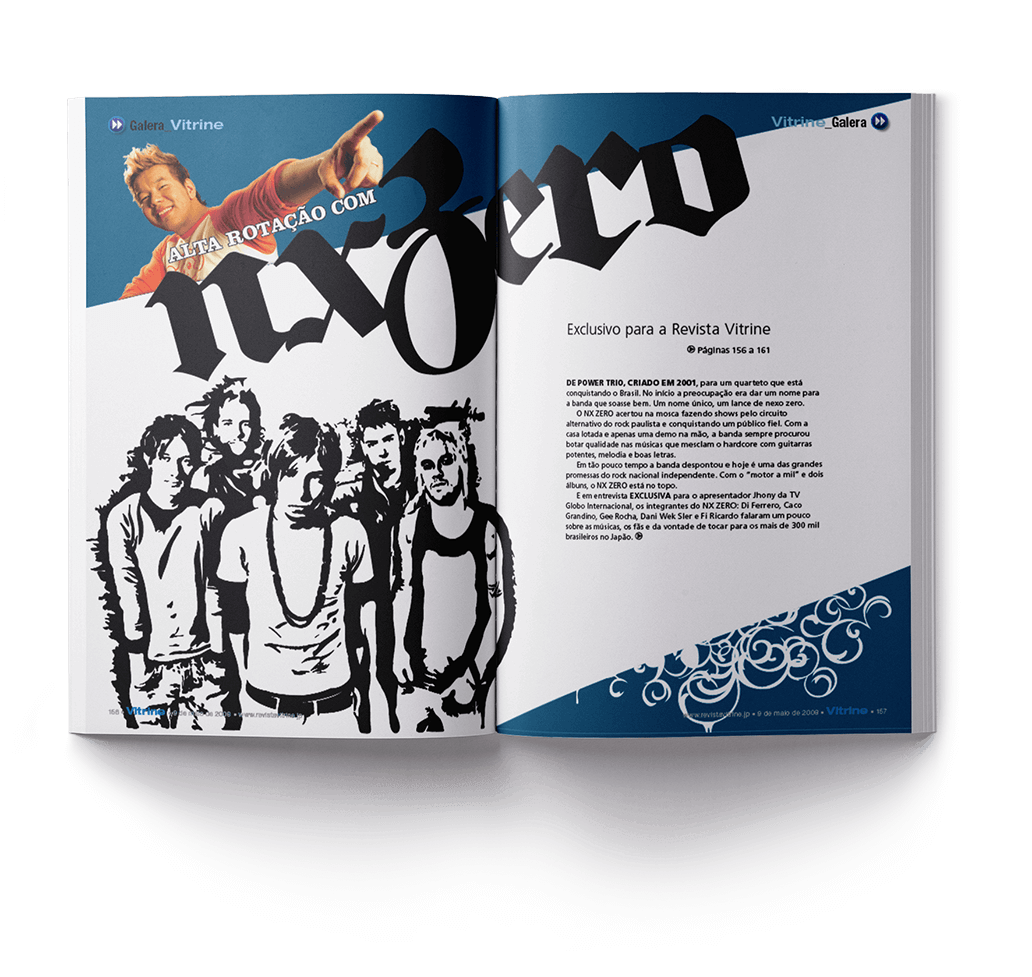 Galera_Vitrine
Vitrine_Galera
ALTA ROTAÇÃO COM
nxzero
Exclusivo para a Revista Vitrine
Páginas 156 a 161
DE POWER TRIO, CRIADO EM 2001, para um quarteto que está
conquistando o Brasil. No início a preocupação era dar um nome para
a banda que soasse bem. Um nome único, um lance de nexo zero.
O NX ZERO acertou na mosca fazendo shows pelo circuito
alternativo do rock paulista e conquistando um público fiel. Com a
casa lotada e apenas uma demo na mão, a banda sempre procurou
botar qualidade nas músicas que mesclam o hardcore com guitarras
potentes, melodia e boas letras.
Em tão pouco tempo a banda despontou e hoje é uma das grandes
promessas do rock nacional independente. Com o "motor a mil" e dois
álbuns, o NX ZERO está no topo.
E em entrevista EXCLUSIVA para o apresentador Jhony da TV
Globo Internacional, os integrantes do NX ZERO: Di Ferrero, Caco
Grandino, Gee Rocha, Dani Wek Sler e Fi Ricardo falaram um pouco
sobre as músicas, os fãs e da vontade de tocar para os mais de 300 mil
brasileiros no Japão.
Vitrine
9 de maio de 2008 • Vitrine • 157